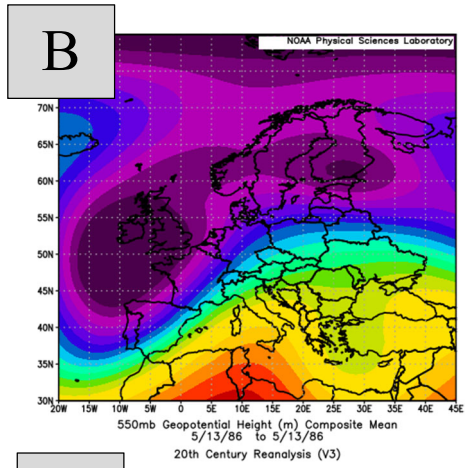 B
NOAA Physical Sciences Laboratory
70N
65N
60N
55N
50N
45N
40N
35N
30N
20W 15W 10W 5W 0 5E 10E 15E 20E 25E 30E 35E 40E 45E
550mb Geopotential Height (m) Composite Mean
5/13/86 to 5/13/86
20th Century Reanalysis (V3)